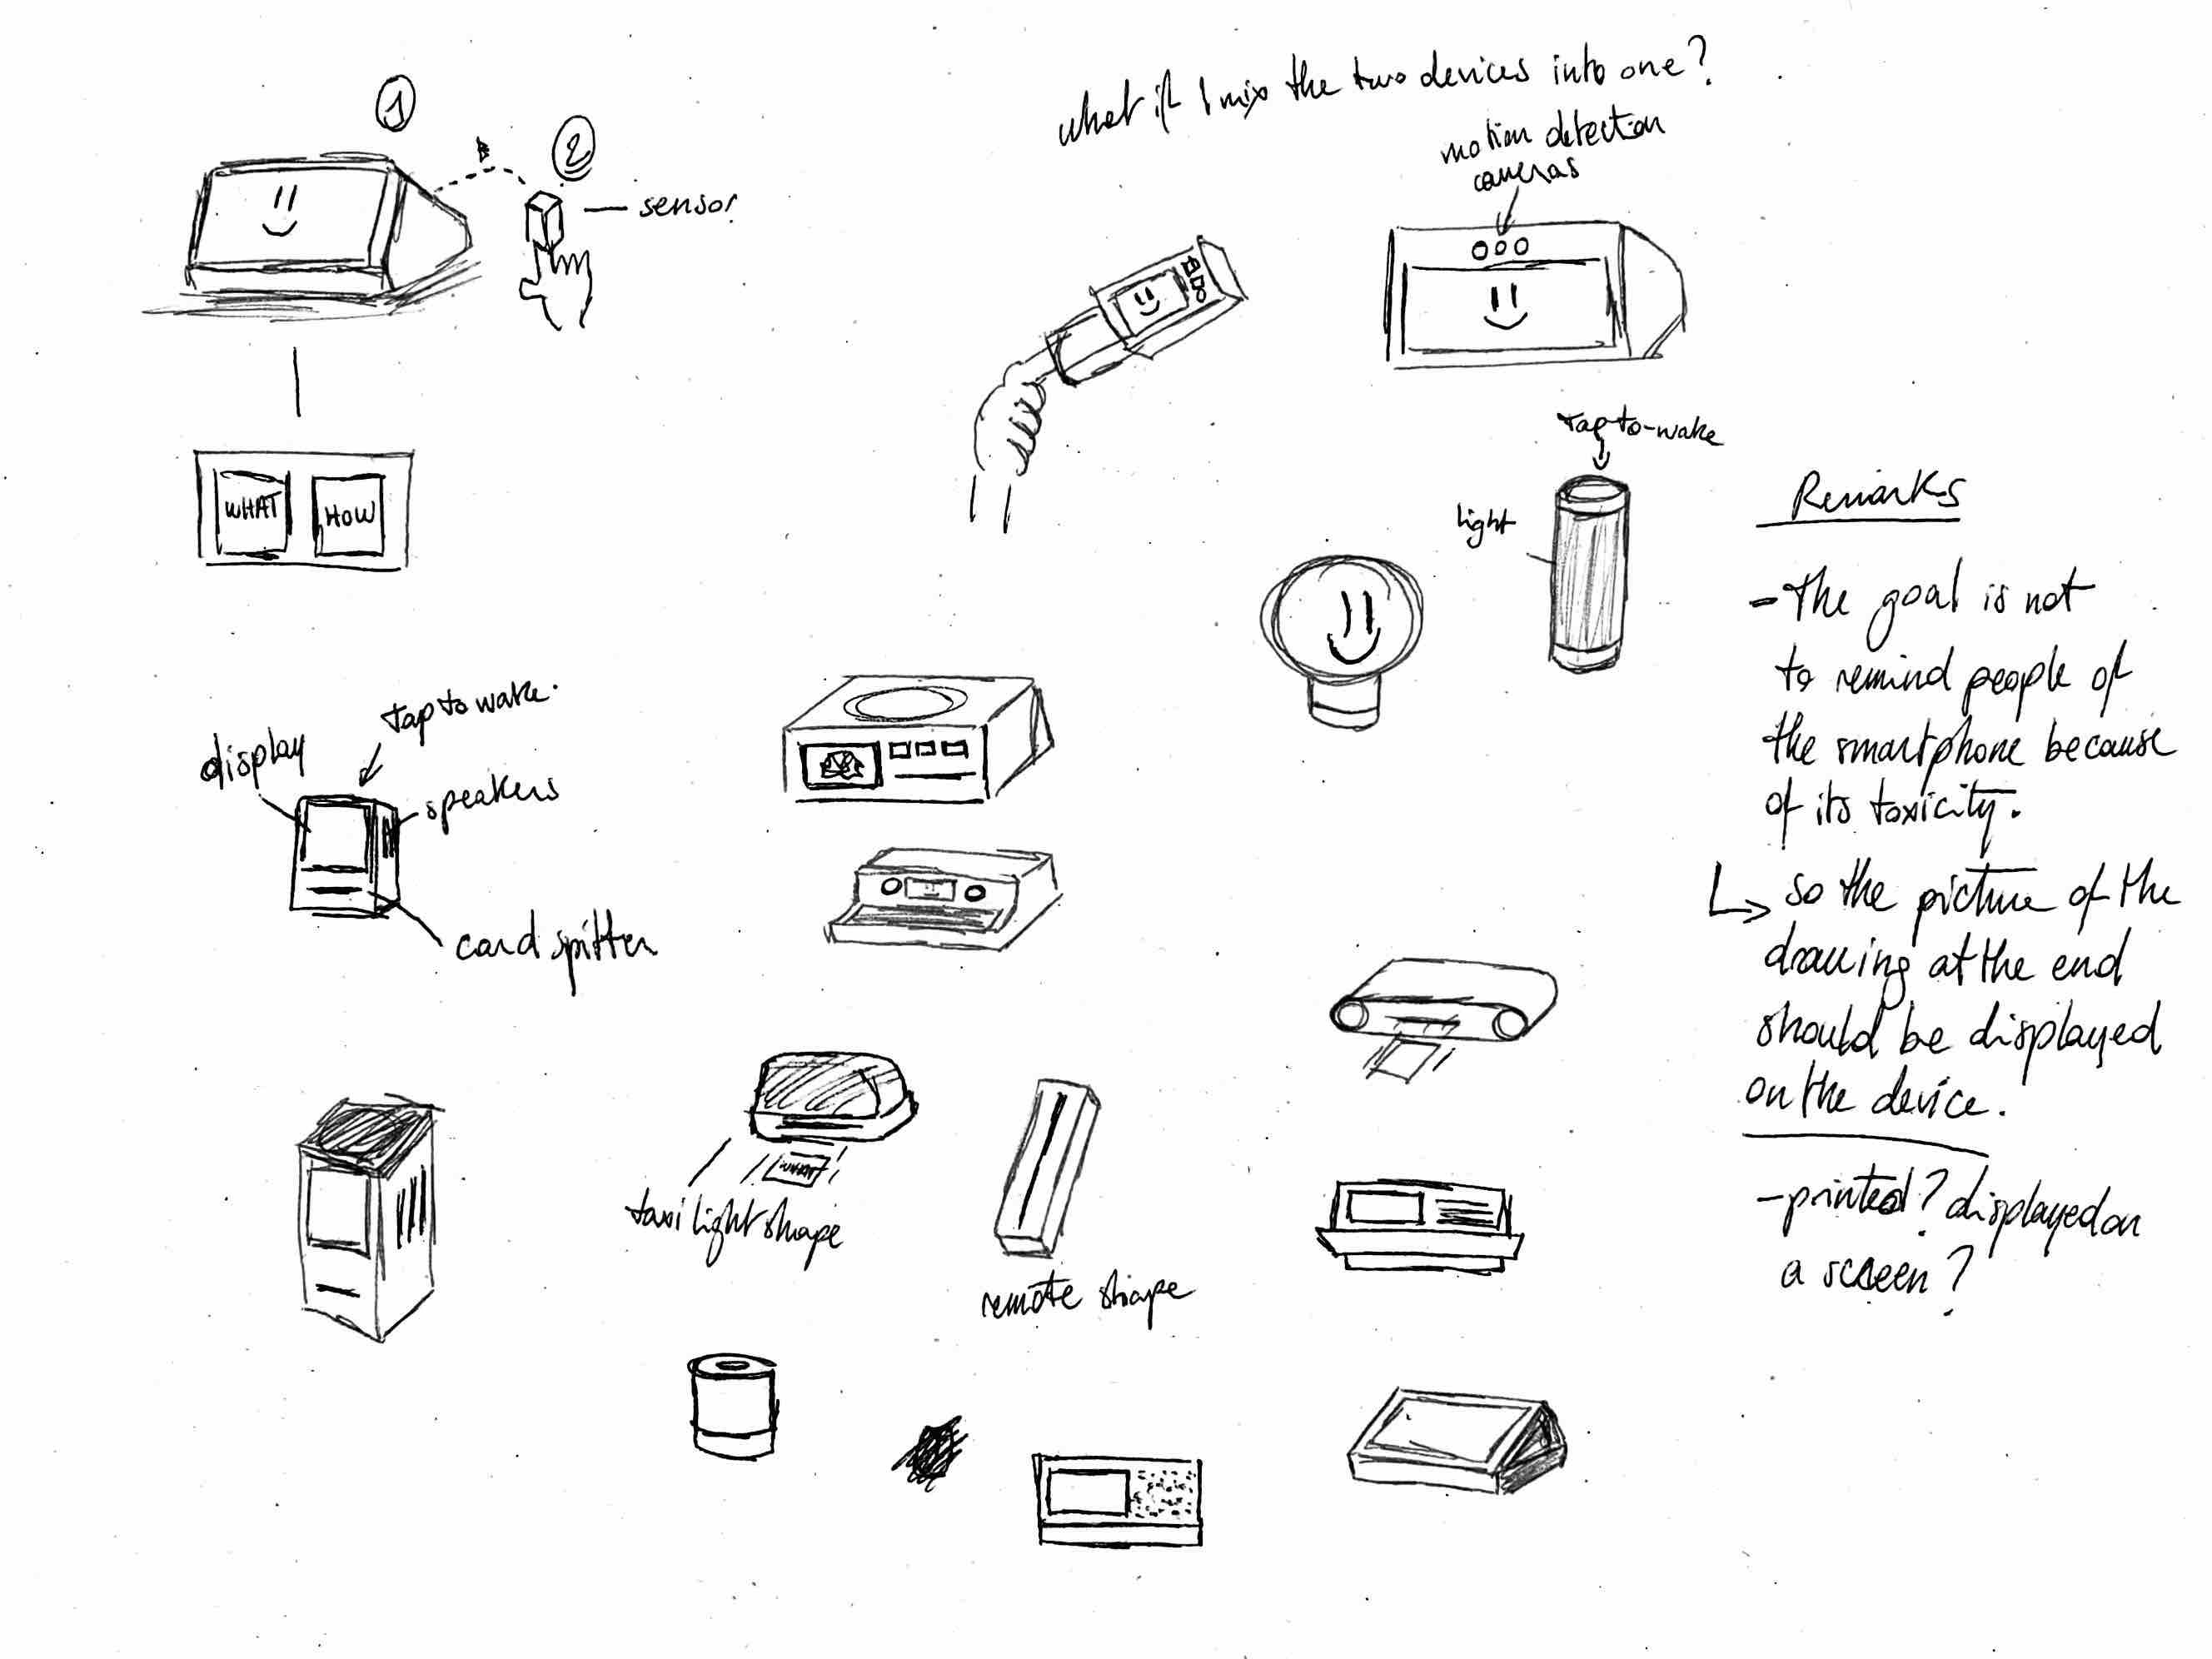 1
2
sensor
what if I mix the two devices into one?
motion detection
cameras
WHAT
HOW
tap-to-wake
light
tap to wake.
display
speakers
card spitter
WHAT
taxi light shape
remote shape
Remarks
- the goal is not
to remind people of
the smartphone because
of its toxicity.
↳ so the picture of the
drawing at the end
should be displayed
on the device.
- printed? displayed on
a screen?